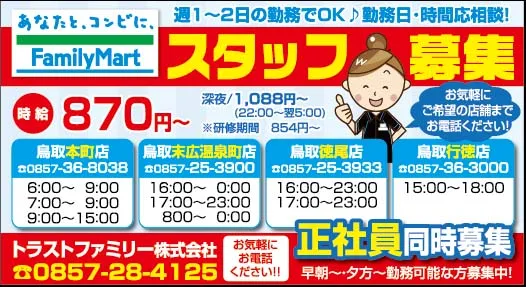 あなたと、コンビに、
FamilyMart
週1～2日の勤務でOK♪勤務日・時間応相談!
スタッフ募集
時給 870円～
深夜/1,088円～
(22:00～翌5:00)
※研修期間 854円～
お気軽に
ご希望の店舗まで
お電話ください!
鳥取本町店
☎0857-36-8038
6:00～ 9:00
7:00～ 9:00
9:00～15:00
鳥取末広温泉町店
☎0857-25-3900
16:00～ 0:00
17:00～23:00
800～ 0:00
鳥取徳尾店
☎0857-25-3933
16:00～23:00
17:00～23:00
鳥取行徳店
☎0857-36-3000
15:00～18:00
トラストファミリー株式会社
☎0857-28-4125
お気軽に
お電話
ください!!
正社員同時募集
早朝～・夕方～勤務可能な方募集中!